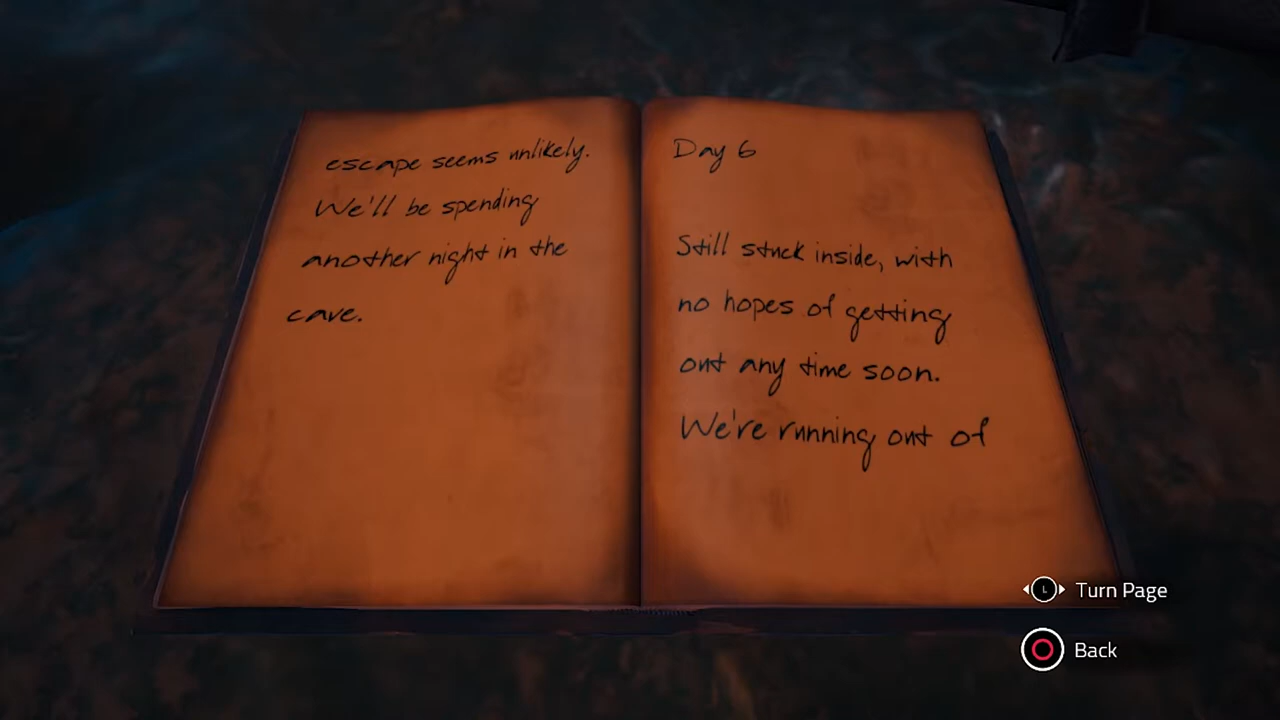 escape seems unlikely.
We'll be spending
another night in the
cave.
Day 6
Still stuck inside, with
no hopes of getting
out any time soon.
We're running out of
L
Turn Page
Back